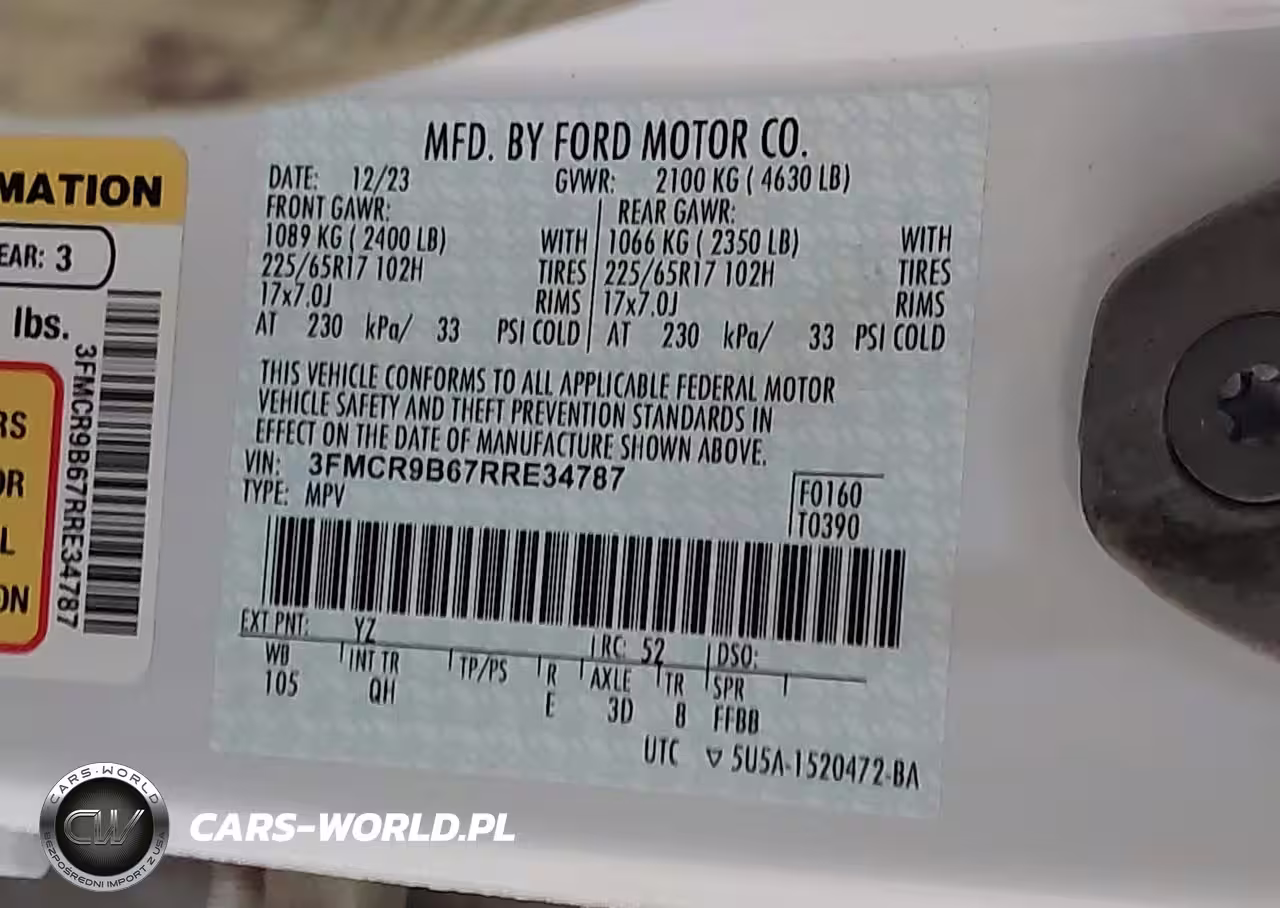 MATION
EAR: 3
lbs.
3FMCR9B67RRE34787
RS
OR
L
ON
MFD. BY FORD MOTOR CO.
DATE: 12/23 GVWR: 2100 KG ( 4630 LB)
FRONT GAWR: REAR GAWR:
1089 KG ( 2400 LB) WITH 1066 KG ( 2350 LB) WITH
225/65R17 102H TIRES 225/65R17 102H TIRES
17x7.0J RIMS 17x7.0J RIMS
AT 230 kPa/ 33 PSI COLD AT 230 kPa/ 33 PSI COLD
THIS VEHICLE CONFORMS TO ALL APPLICABLE FEDERAL MOTOR
VEHICLE SAFETY AND THEFT PREVENTION STANDARDS IN
EFFECT ON THE DATE OF MANUFACTURE SHOWN ABOVE.
VIN: 3FMCR9B67RRE34787
TYPE: MPV
F0160
T0390
EXT PNT: YZ RC: 52 DSO:
WB INT TR TP/PS R AXLE TR SPR
105 QH E 3D 8 FFBB
UTC ▽ 5U5A-1520472-BA
CARS-WORLD
CW
BEZPOŚREDNI IMPORT Z USA
CARS-WORLD.PL